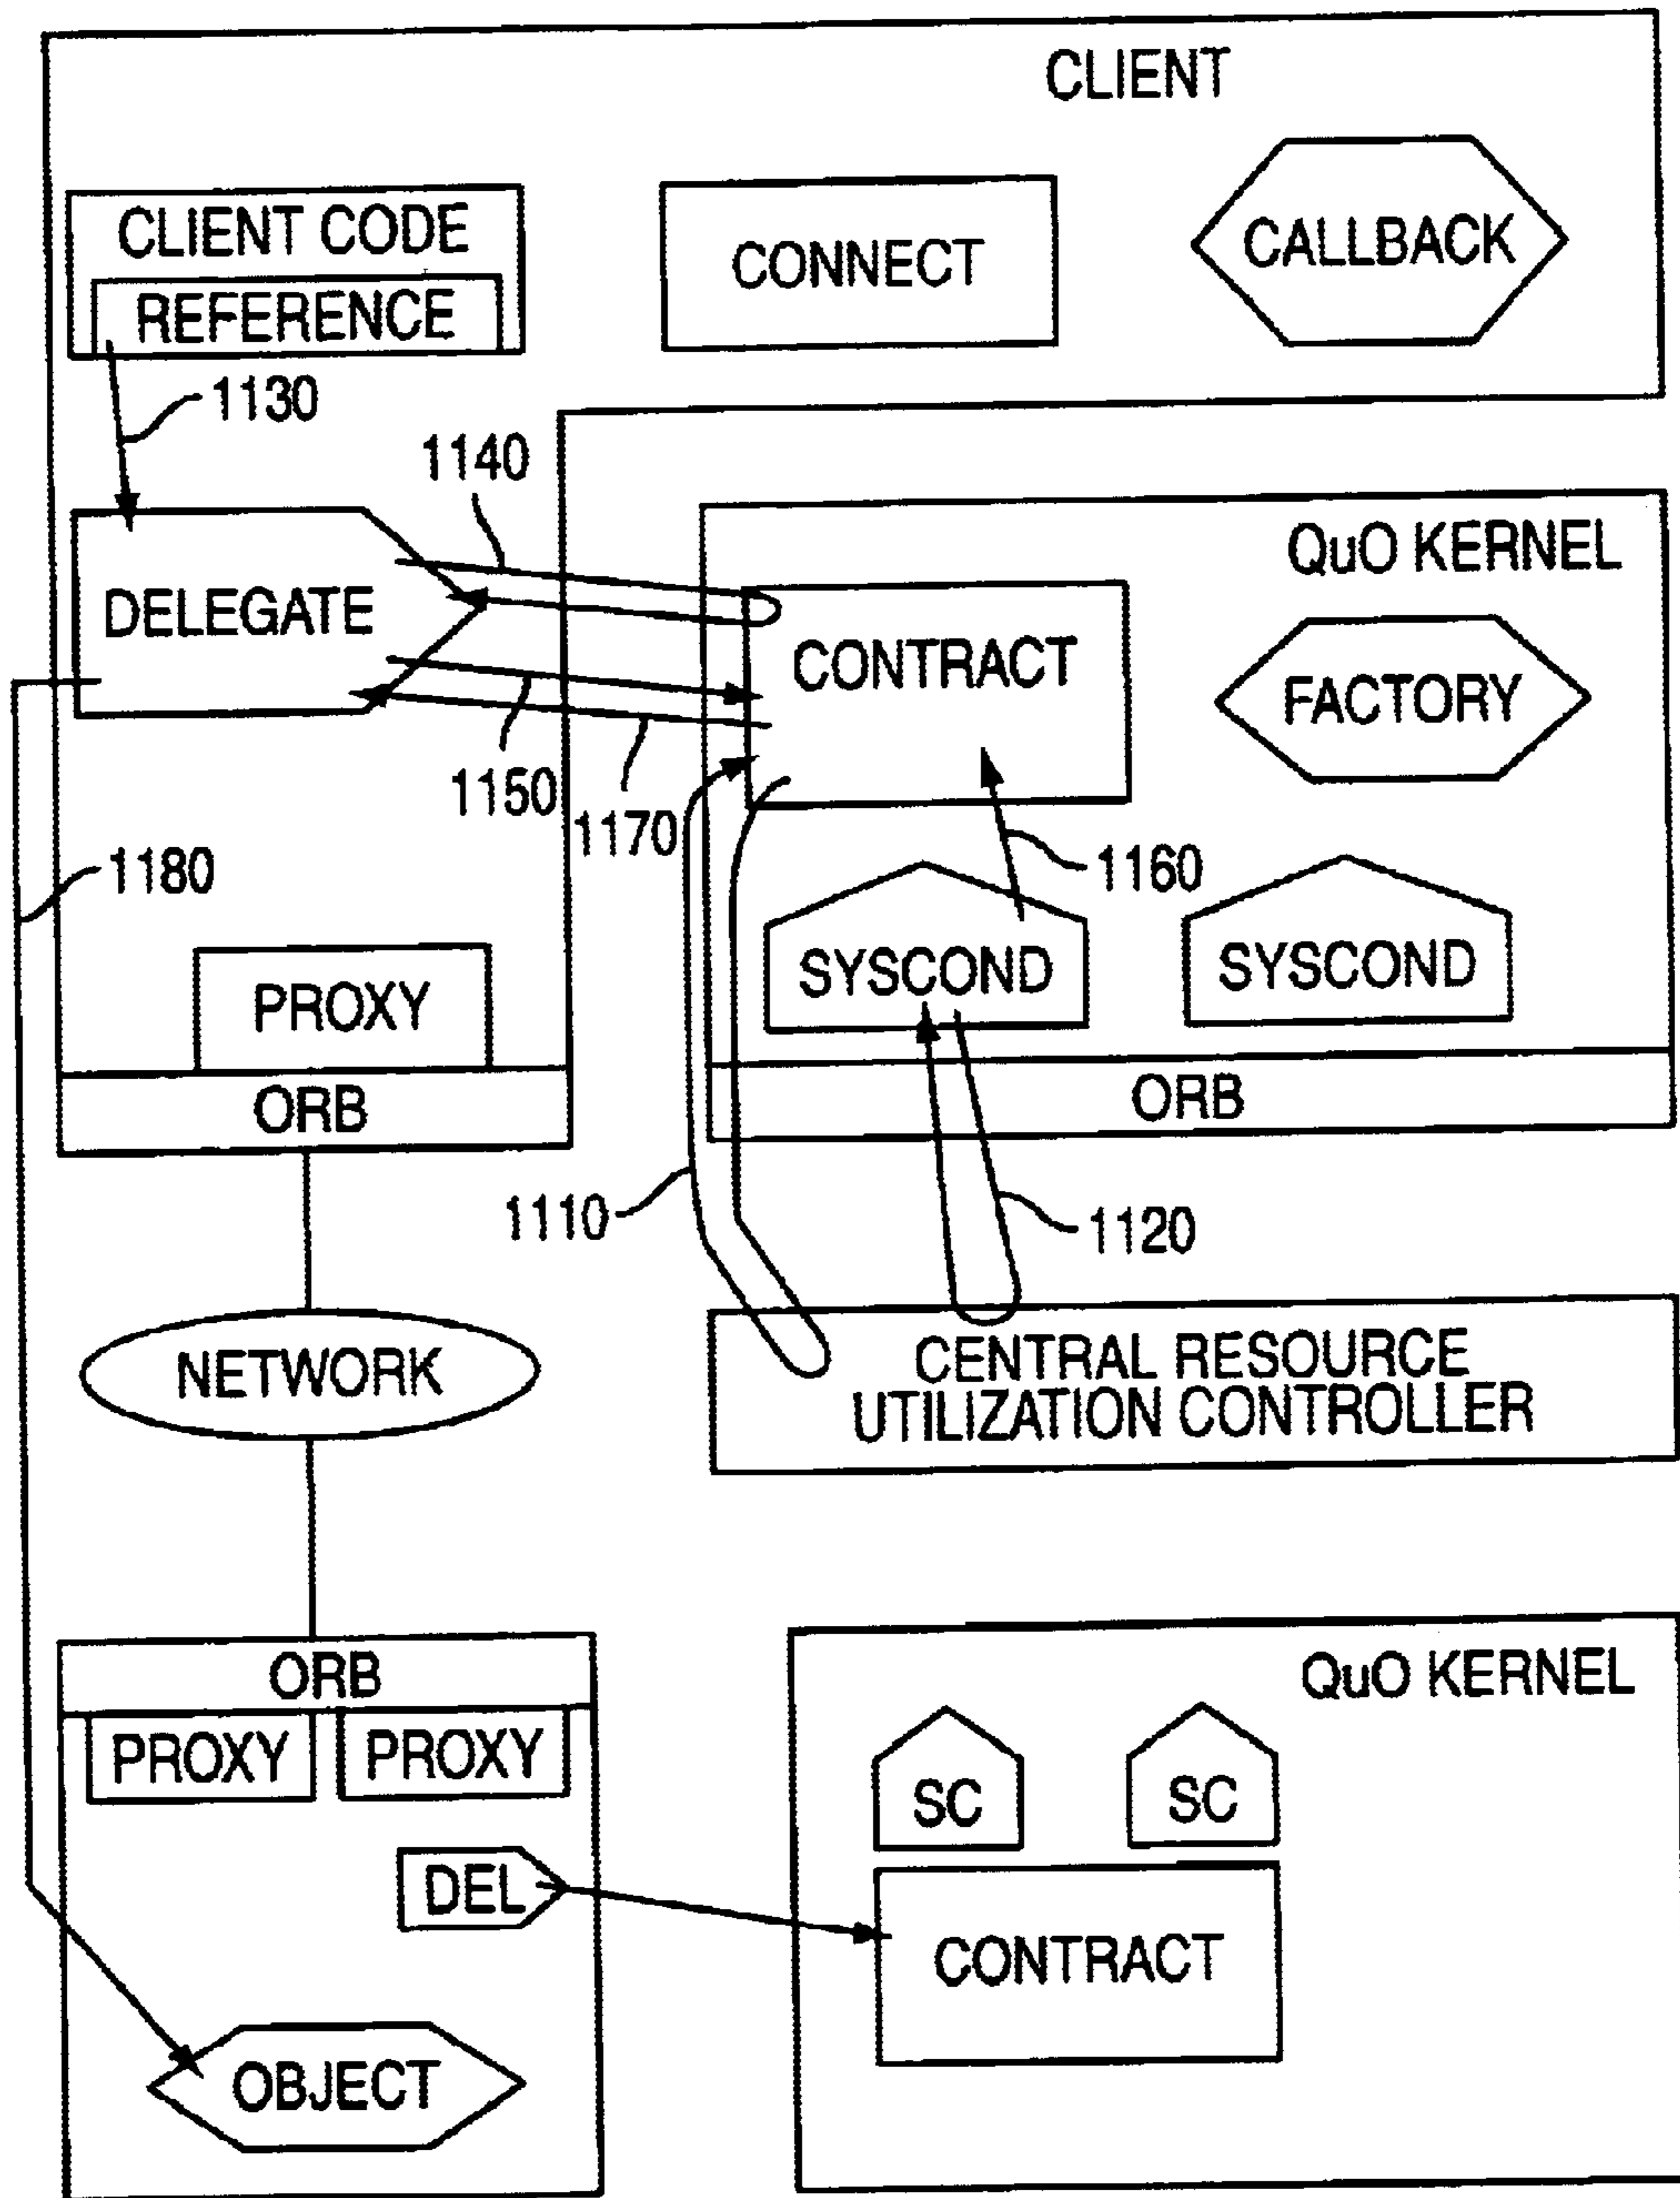 CLIENT
CLIENT CODE
REFERENCE
CONNECT
CALLBACK
1130
1140
QuO KERNEL
DELEGATE
CONTRACT
FACTORY
1150
1170
1180
1160
SYSCOND
SYSCOND
PROXY
ORB
ORB
1110
1120
NETWORK
CENTRAL RESOURCE
UTILIZATION CONTROLLER
ORB
PROXY
PROXY
QuO KERNEL
SC
SC
DEL
CONTRACT
OBJECT